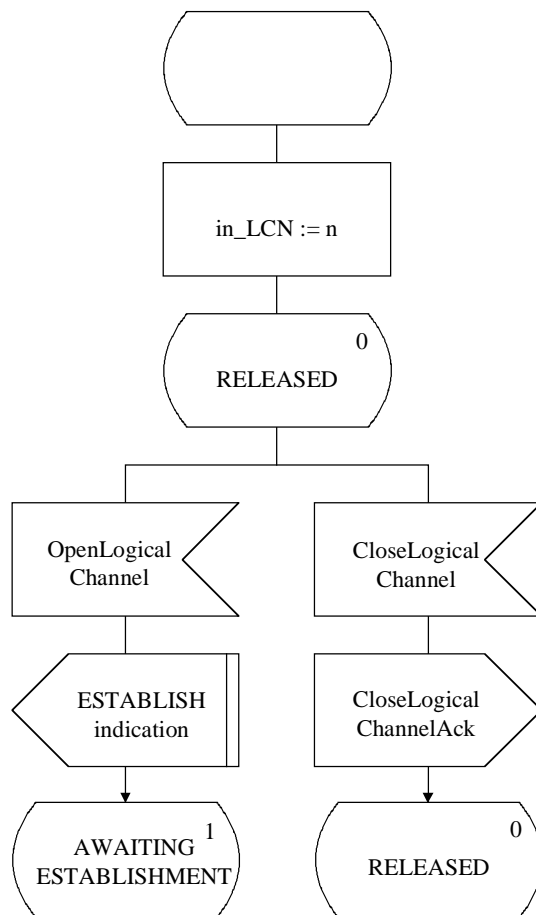 in_LCN := n
0
RELEASED
OpenLogical
Channel
CloseLogical
Channel
ESTABLISH
indication
CloseLogical
ChannelAck
1
AWAITING
ESTABLISHMENT
0
RELEASED